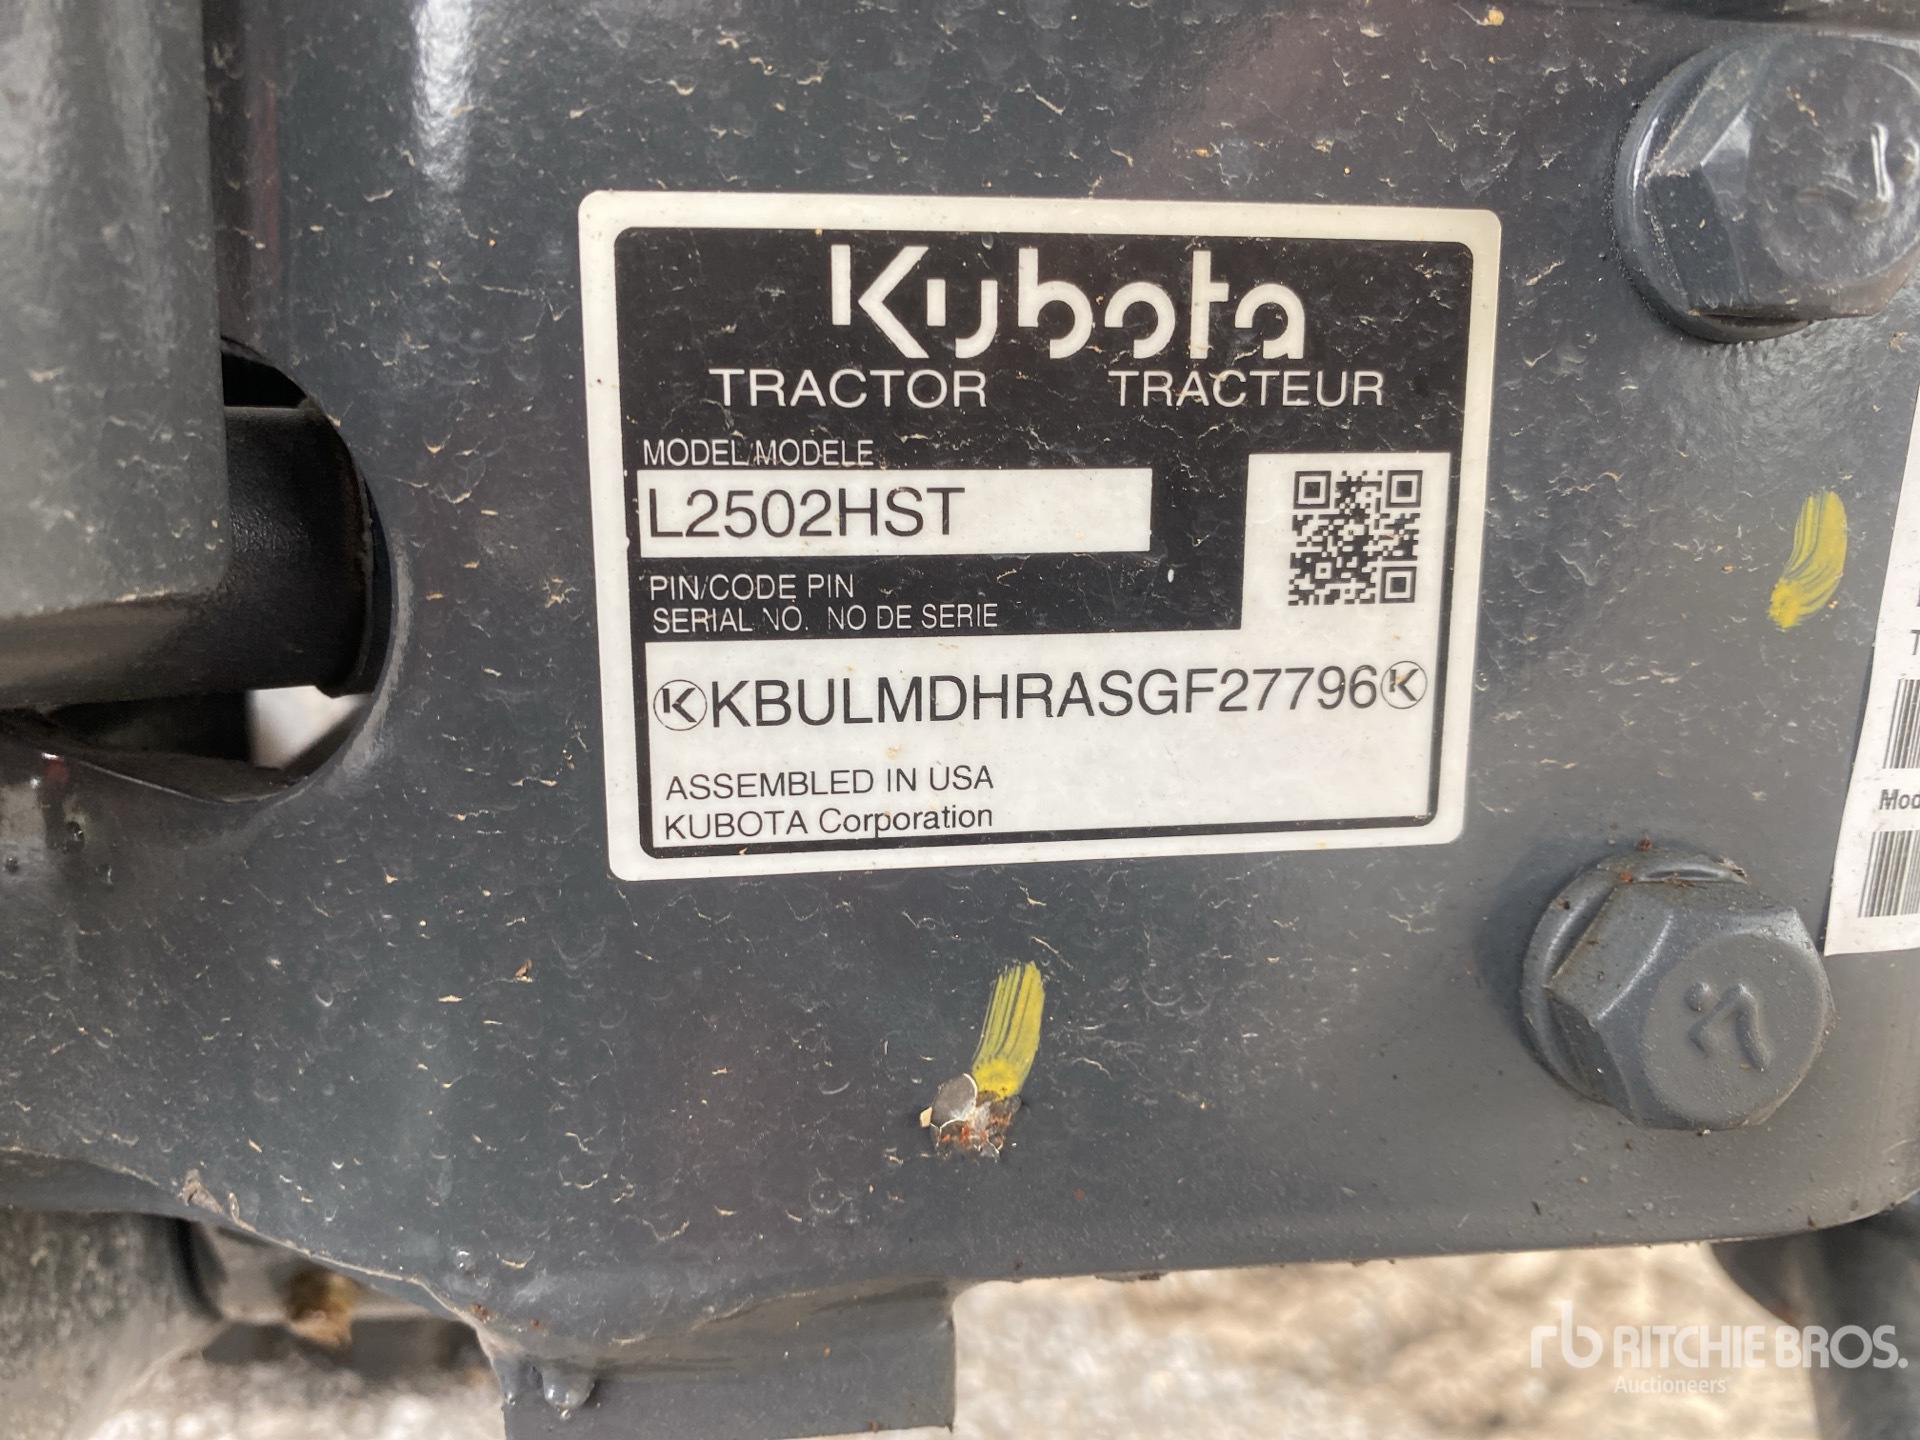 Kubota
TRACTOR TRACTEUR
MODEL/MODELE
L2502HST
PIN/CODE PIN
SERIAL NO. NO DE SERIE
KBULMDHRASGF27796
ASSEMBLED IN USA
KUBOTA Corporation
rb RITCHIE BROS.
Auctioneers